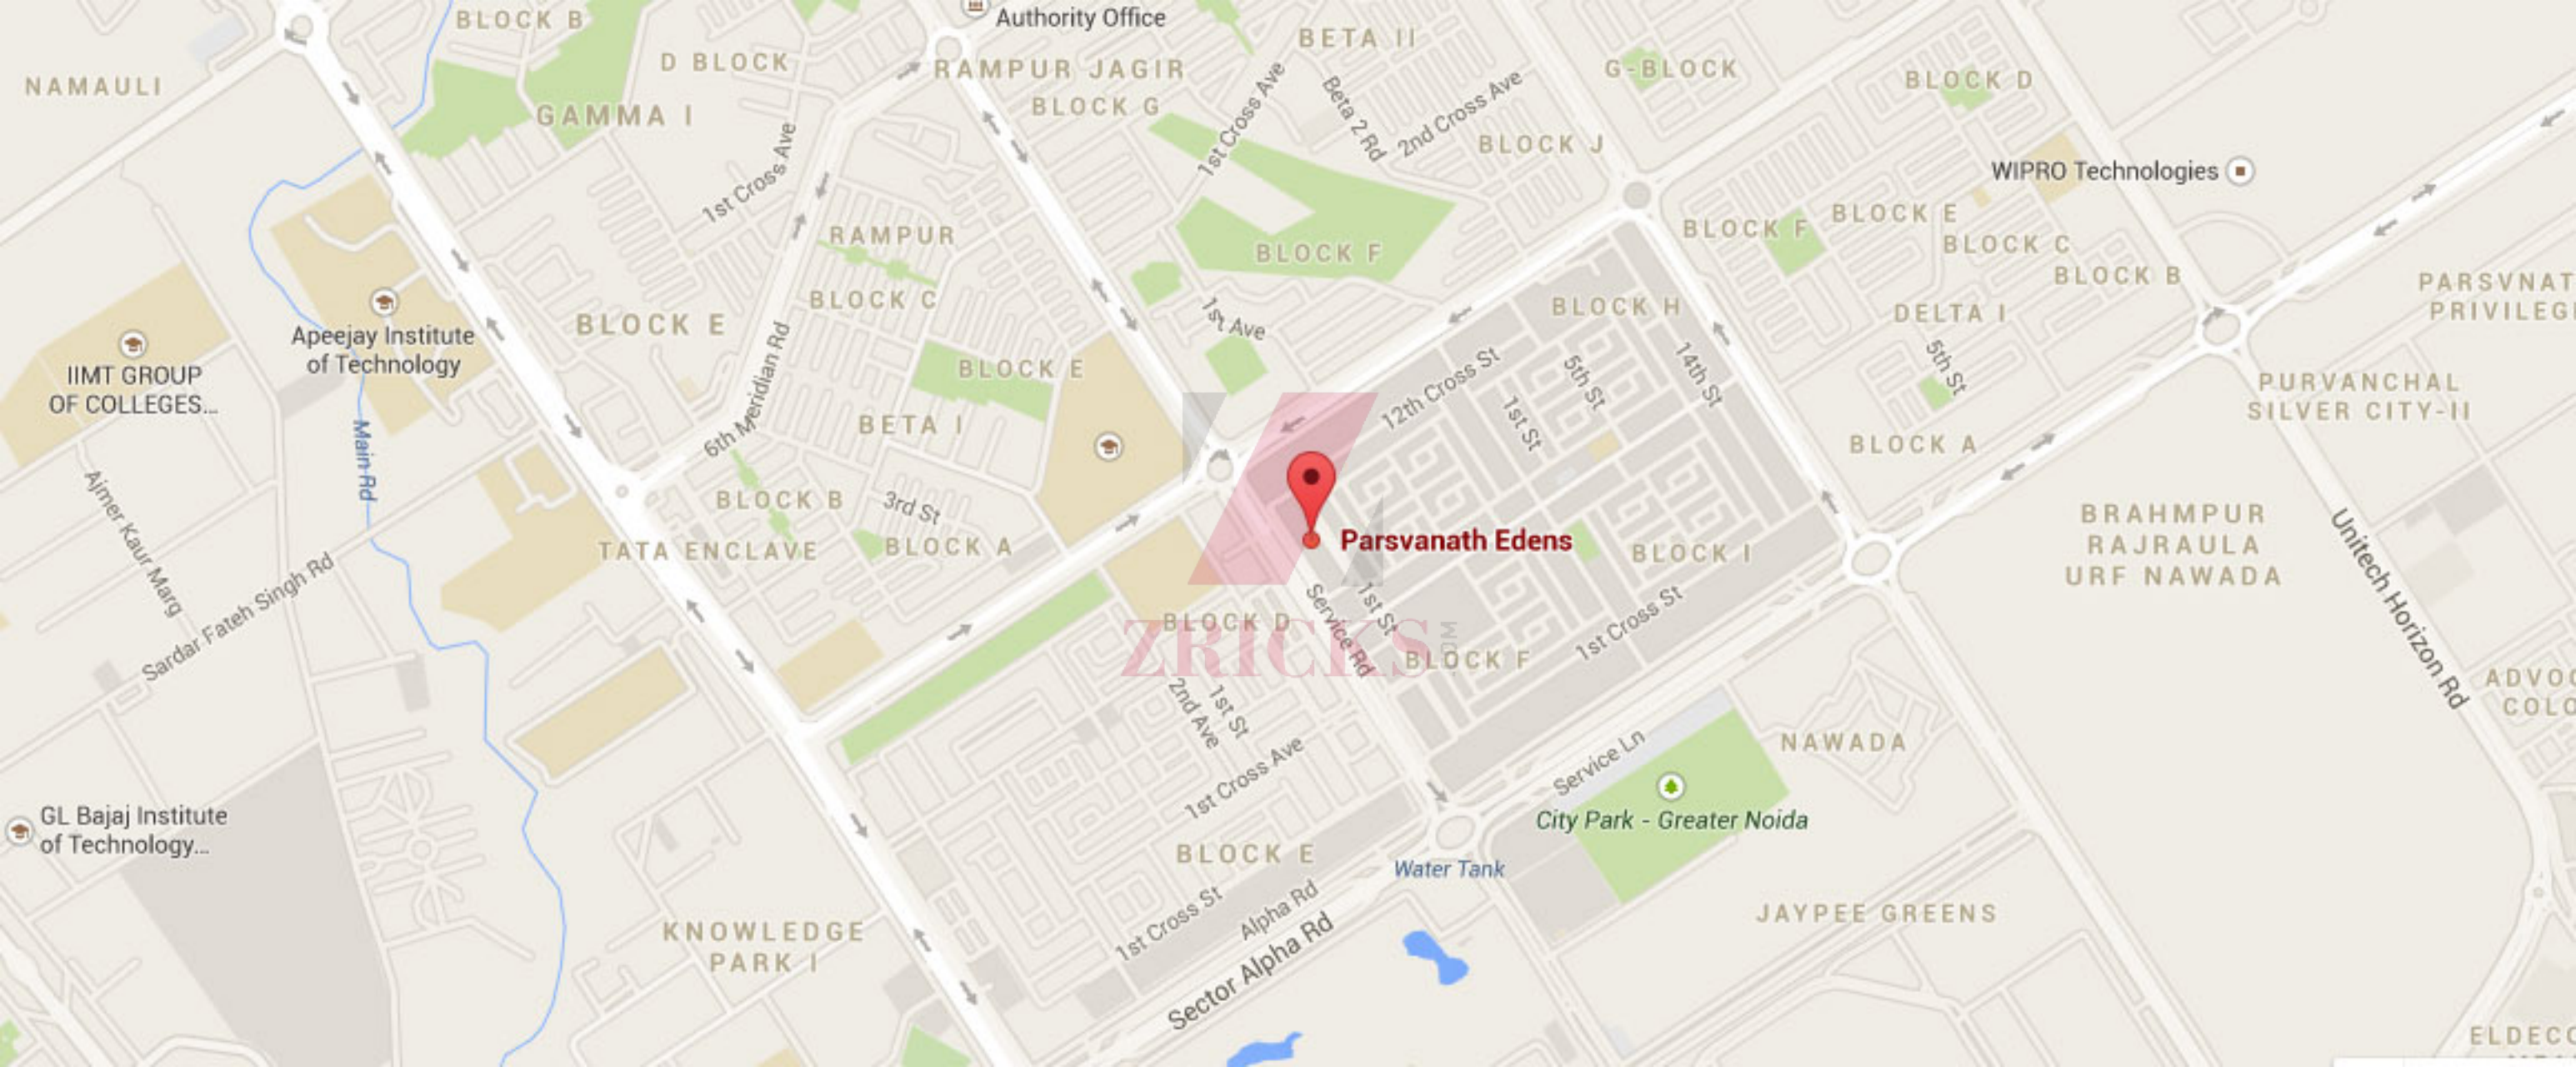 BLOCK B
Authority Office
BETA II
NAMAULI
D BLOCK
RAMPUR JAGIR
G-BLOCK
BLOCK D
GAMMA I
BLOCK G
1st Cross Ave
Beta 2 Rd
2nd Cross Ave
BLOCK J
WIPRO Technologies
1st Cross Ave
RAMPUR
BLOCK F
BLOCK F
BLOCK E
BLOCK C
BLOCK B
PARSVNAT
PRIVILEG
BLOCK C
BLOCK E
1st Ave
BLOCK H
DELTA I
Apeejay Institute
of Technology
IIMT GROUP
OF COLLEGES...
6th Meridian Rd
BLOCK E
12th Cross St
5th St
14th St
5th St
PURVANCHAL
SILVER CITY-II
BETA I
1st St
BLOCK A
Main Rd
BLOCK B
3rd St
TATA ENCLAVE
BLOCK A
Parsvanath Edens
BLOCK I
BRAHMPUR
RAJRAULA
URF NAWADA
Unitech Horizon Rd
Ajmer Kaur Marg
Sardar Fateh Singh Rd
BLOCK D
Service Rd
1st St
1st Cross St
ZRICKS
.COM
BLOCK F
2nd Ave
1st St
1st Cross Ave
Service Ln
NAWADA
ADVOC
COLO
GL Bajaj Institute
of Technology...
City Park - Greater Noida
BLOCK E
Water Tank
1st Cross St
Alpha Rd
Sector Alpha Rd
JAYPEE GREENS
KNOWLEDGE
PARK I
ELDECO